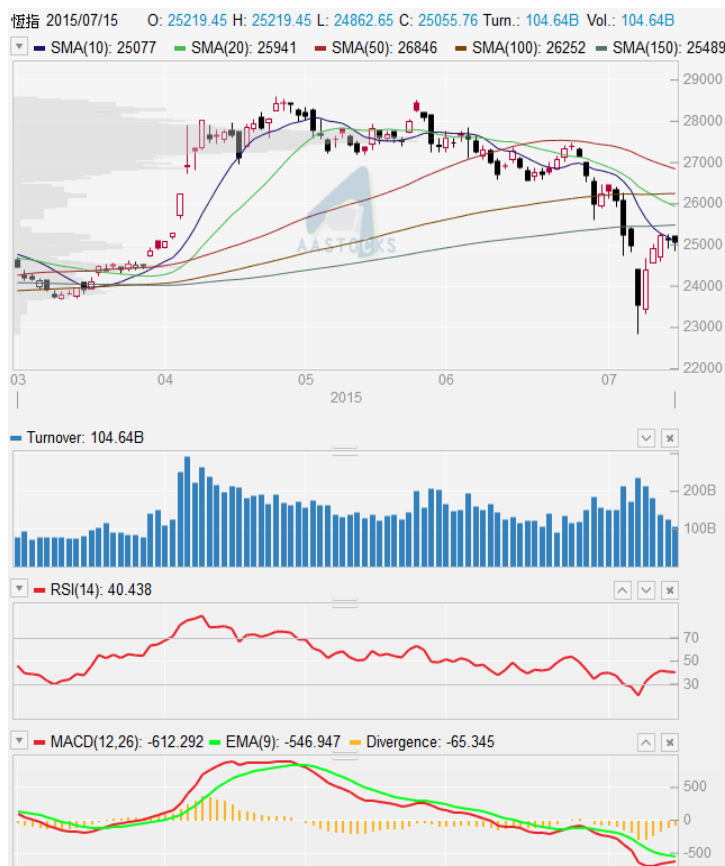 恆指 2015/07/15 O: 25219.45 H: 25219.45 L: 24862.65 C: 25055.76 Turn.: 104.64B Vol.: 104.64B
SMA(10): 25077 SMA(20): 25941 SMA(50): 26846 SMA(100): 26252 SMA(150): 25489
29000
28000
27000
26000
25000
24000
23000
22000
AASTOCKS
03 04 05 06 07
2015
Turnover: 104.64B
200B
100B
RSI(14): 40.438
70
50
30
MACD(12,26): -612.292 EMA(9): -546.947 Divergence: -65.345
500
0
-500